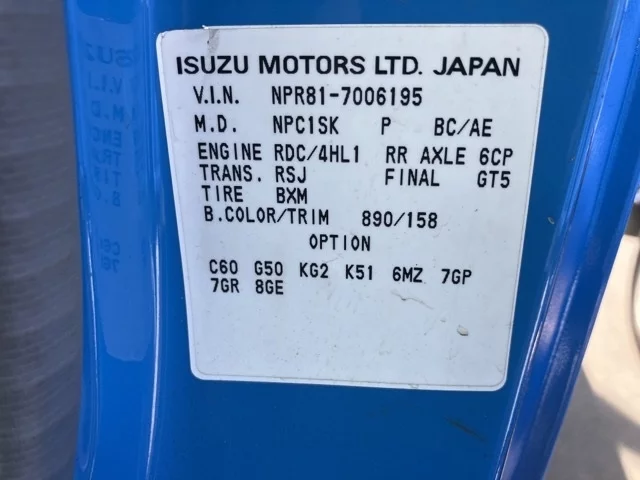 ISUZU MOTORS LTD. JAPAN
V.I.N. NPR81-7006195
M.D. NPC1SK P BC/AE
ENGINE RDC/4HL1 RR AXLE 6CP
TRANS. RSJ FINAL GT5
TIRE BXM
B.COLOR/TRIM 890/158
OPTION
C60 G50 KG2 K51 6MZ 7GP
7GR 8GE